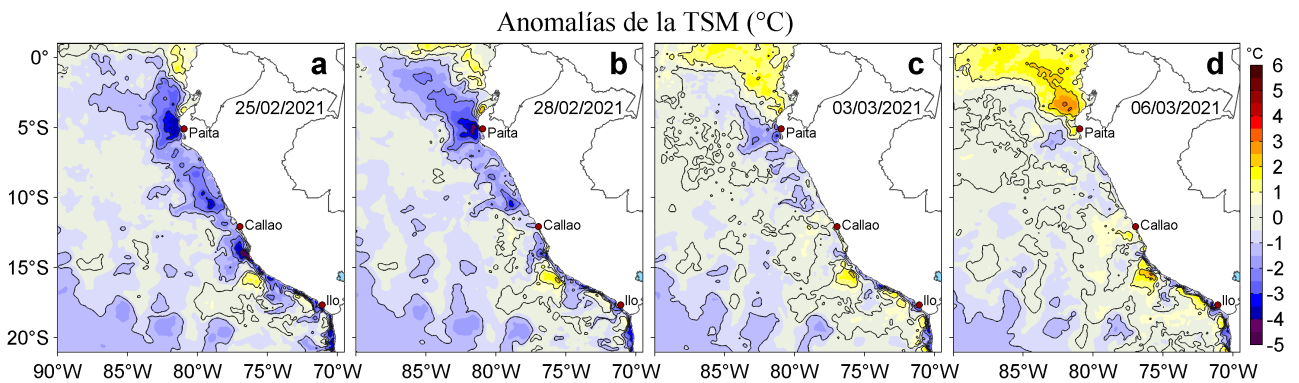 Anomalías de la TSM (°C)
a
25/02/2021
Paita
Callao
Ilo
b
28/02/2021
Paita
Callao
Ilo
c
03/03/2021
Paita
Callao
Ilo
d
06/03/2021
Paita
Callao
Ilo
0°
5°S
10°S
15°S
20°S
90°W 85°W 80°W 75°W 70°W
85°W 80°W 75°W 70°W
85°W 80°W 75°W 70°W
85°W 80°W 75°W 70°W
°C
6
5
4
3
2
1
0
-1
-2
-3
-4
-5